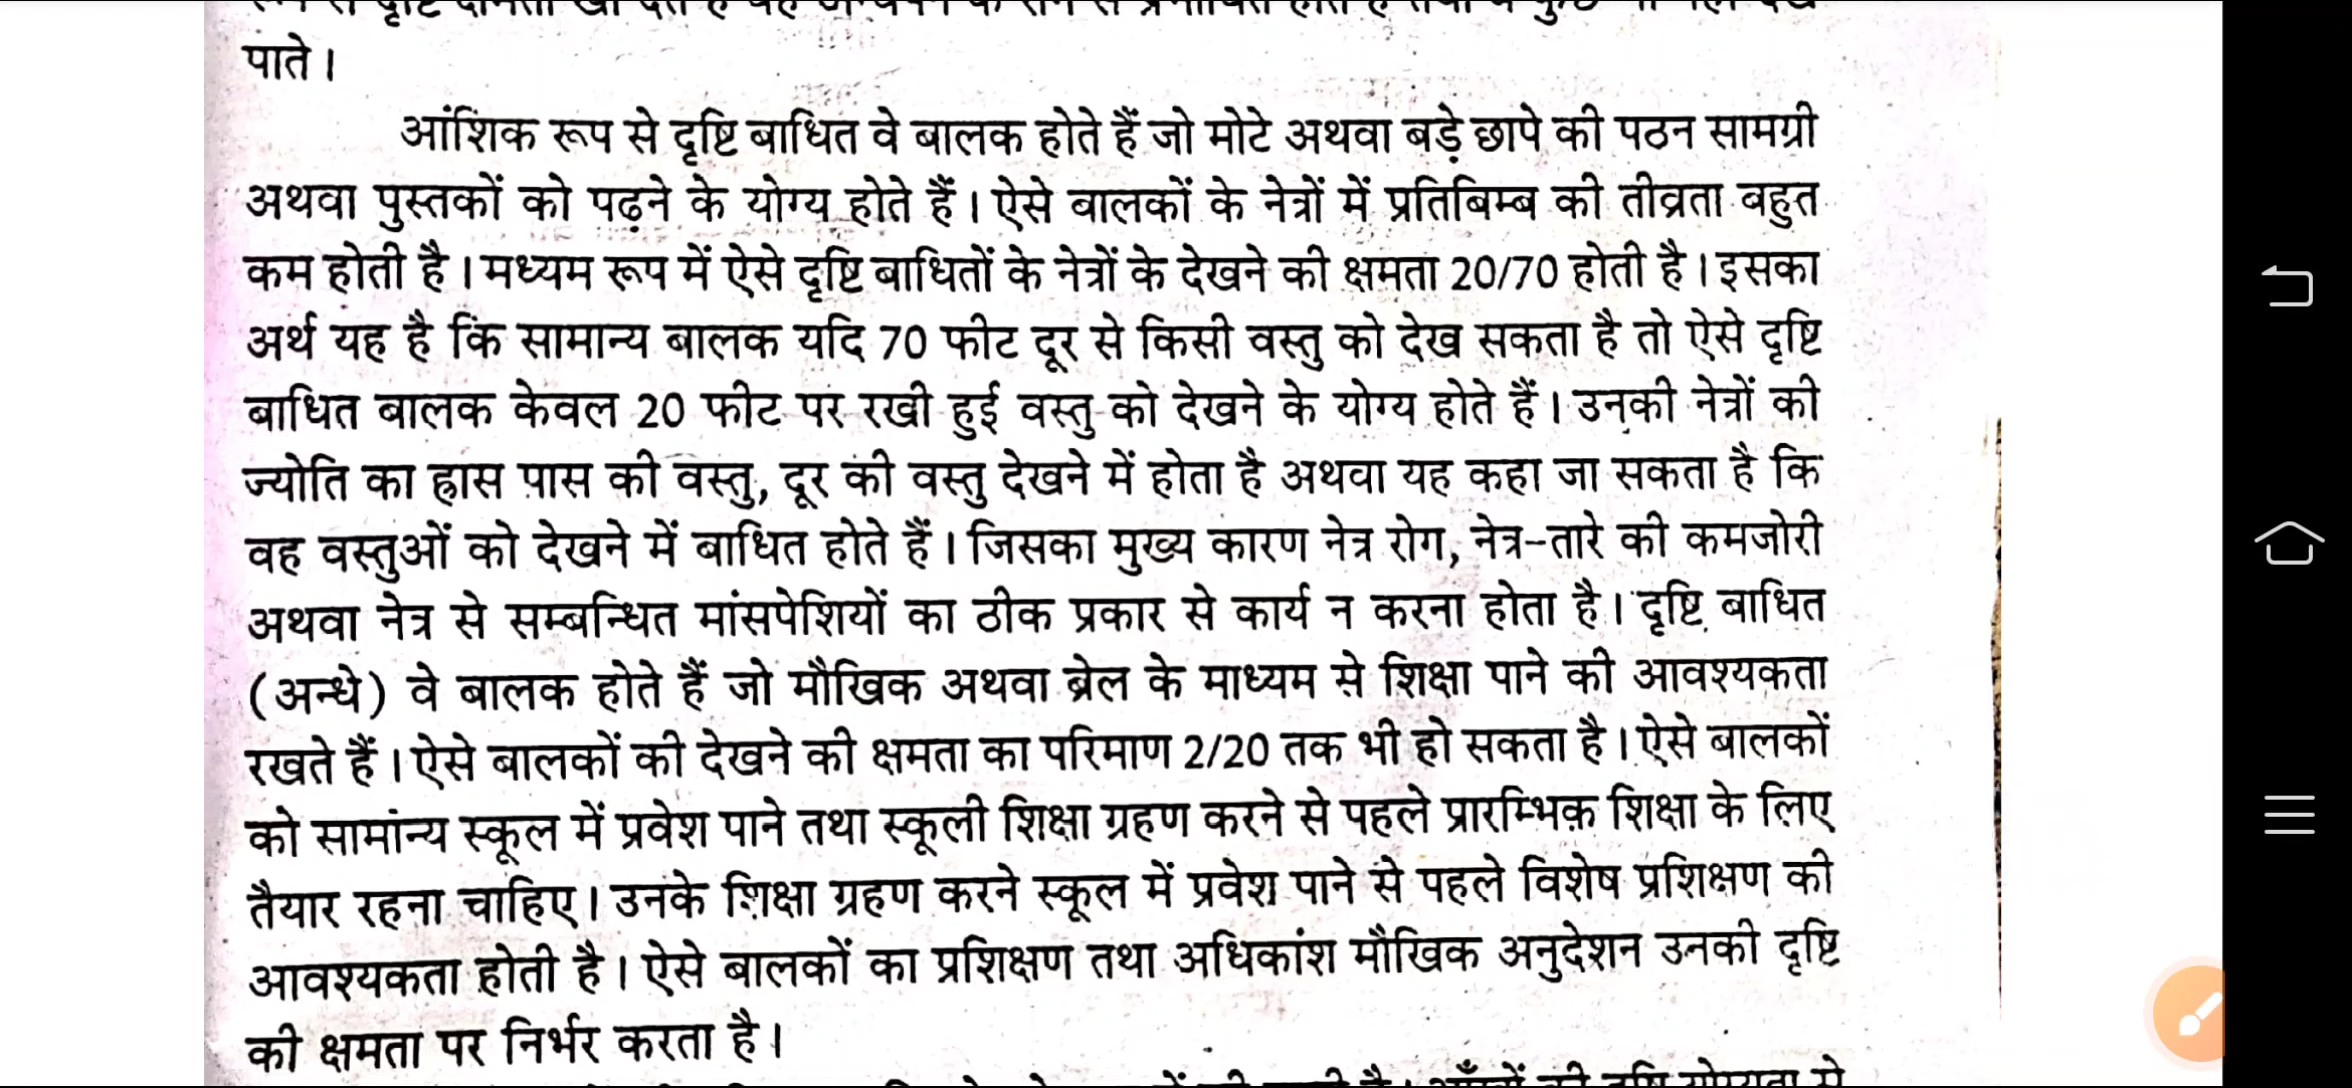 पाते।
आंशिक रूप से दृष्टि बाधित वे बालक होते हैं जो मोटे अथवा बड़े छापे की पठन सामग्री
अथवा पुस्तकों को पढ़ने के योग्य होते हैं। ऐसे बालकों के नेत्रों में प्रतिबिम्ब की तीव्रता बहुत
कम होती है। मध्यम रूप में ऐसे दृष्टि बाधितों के नेत्रों के देखने की क्षमता 20/70 होती है। इसका
अर्थ यह है कि सामान्य बालक यदि 70 फीट दूर से किसी वस्तु को देख सकता है तो ऐसे दृष्टि
बाधित बालक केवल 20 फीट पर रखी हुई वस्तु को देखने के योग्य होते हैं। उनकी नेत्रों की
ज्योति का ह्रास पास की वस्तु, दूर की वस्तु देखने में होता है अथवा यह कहा जा सकता है कि
वह वस्तुओं को देखने में बाधित होते हैं। जिसका मुख्य कारण नेत्र रोग, नेत्र-तारे की कमजोरी
अथवा नेत्र से सम्बन्धित मांसपेशियों का ठीक प्रकार से कार्य न करना होता है। दृष्टि बाधित
(अन्धे) वे बालक होते हैं जो मौखिक अथवा ब्रेल के माध्यम से शिक्षा पाने की आवश्यकता
रखते हैं। ऐसे बालकों की देखने की क्षमता का परिमाण 2/20 तक भी हो सकता है। ऐसे बालकों
को सामान्य स्कूल में प्रवेश पाने तथा स्कूली शिक्षा ग्रहण करने से पहले प्रारम्भिक शिक्षा के लिए
तैयार रहना चाहिए। उनके शिक्षा ग्रहण करने स्कूल में प्रवेश पाने से पहले विशेष प्रशिक्षण की
आवश्यकता होती है। ऐसे बालकों का प्रशिक्षण तथा अधिकांश मौखिक अनुदेशन उनकी दृष्टि
की क्षमता पर निर्भर करता है।